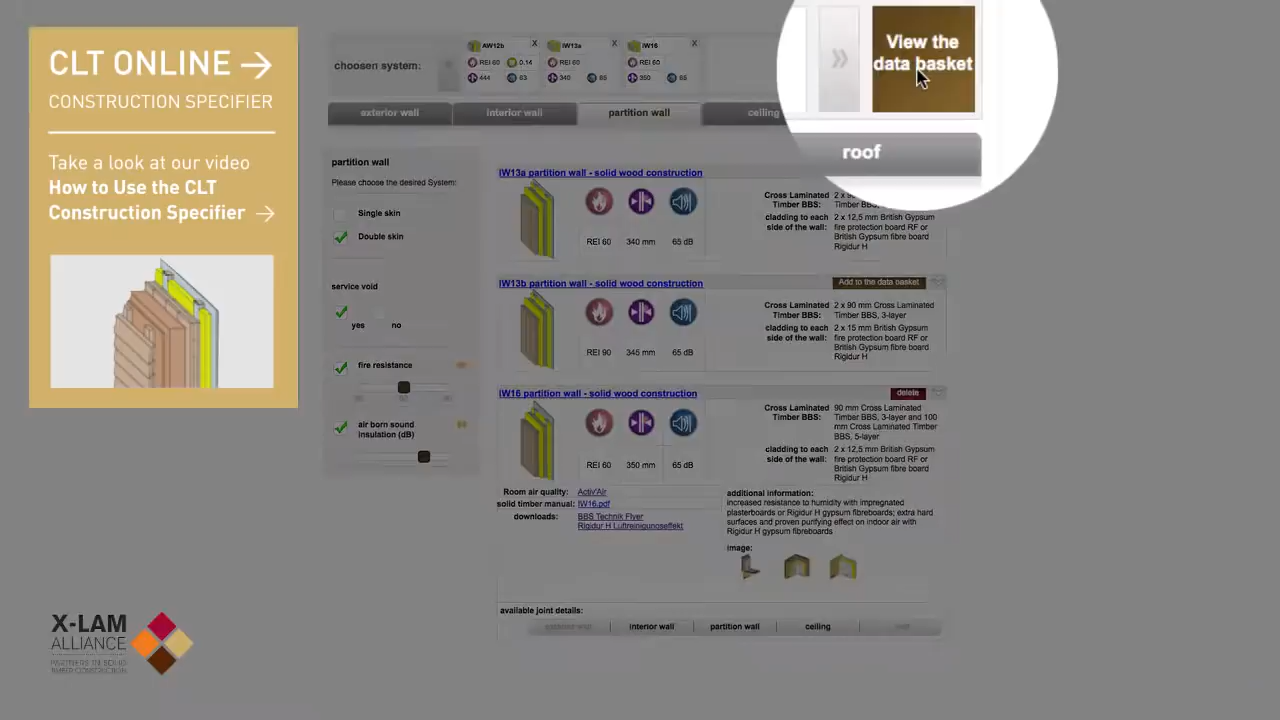 CLT ONLINE
CONSTRUCTION SPECIFIER
Take a look at our video
How to Use the CLT
Construction Specifier
X-LAM
ALLIANCE
PARTNERS IN SOLID
TIMBER CONSTRUCTION
choosen system:
AW12b X
REI 60 0.14
444 53
IW13a X
REI 60
340 65
IW16 X
REI 60
350 65
View the
data basket
exterior wall interior wall partition wall ceiling roof
partition wall
Please choose the desired System:
Single skin
Double skin
service void
yes no
fire resistance
air born sound
insulation (dB)
IW13a partition wall - solid wood construction
REI 60 340 mm 65 dB
Cross Laminated
Timber BBS:
cladding to each
side of the wall:
2 x 12,5 mm British Gypsum
fire protection board RF or
British Gypsum fibre board
Rigidur H
IW13b partition wall - solid wood construction
Add to the data basket
REI 90 345 mm 65 dB
Cross Laminated
Timber BBS:
2 x 90 mm Cross Laminated
Timber BBS, 3-layer
cladding to each
side of the wall:
2 x 15 mm British Gypsum
fire protection board RF or
British Gypsum fibre board
Rigidur H
IW16 partition wall - solid wood construction
delete
REI 60 350 mm 65 dB
Cross Laminated
Timber BBS:
90 mm Cross Laminated
Timber BBS, 3-layer and 100
mm Cross Laminated Timber
BBS, 5-layer
cladding to each
side of the wall:
2 x 12,5 mm British Gypsum
fire protection board RF or
British Gypsum fibre board
Rigidur H
Room air quality: Activ'Air
solid timber manual: IW16.pdf
downloads: BBS Technik Flyer
Rigidur H Luftreinigungseffekt
additional information:
increased resistance to humidity with impregnated
plasterboards or Rigidur H gypsum fibreboards; extra hard
surfaces and proven purifying effect on indoor air with
Rigidur H gypsum fibreboards
image:
available joint details:
exterior wall interior wall partition wall ceiling roof